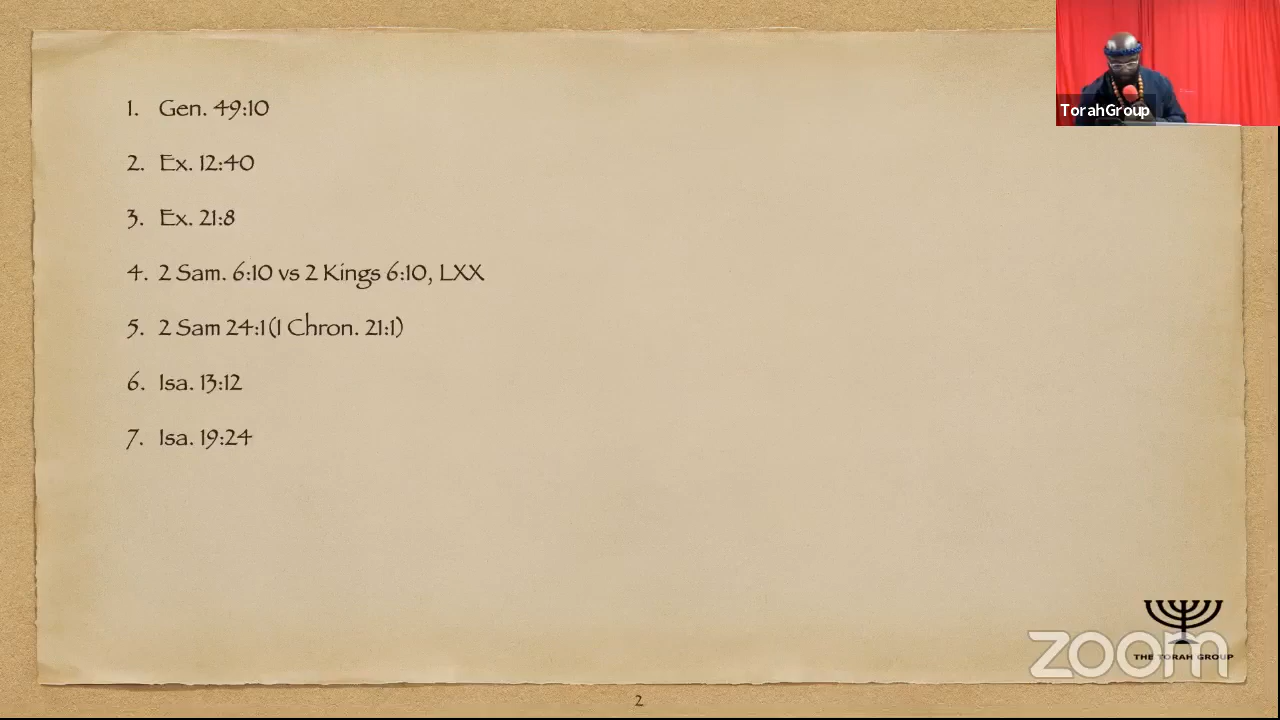 TorahGroup
1. Gen. 49:10
2. Ex. 12:40
3. Ex. 21:8
4. 2 Sam. 6:10 vs 2 Kings 6:10, LXX
5. 2 Sam 24:1(1 Chron. 21:1)
6. Isa. 13:12
7. Isa. 19:24
zoom
THE TORAH GROUP
2